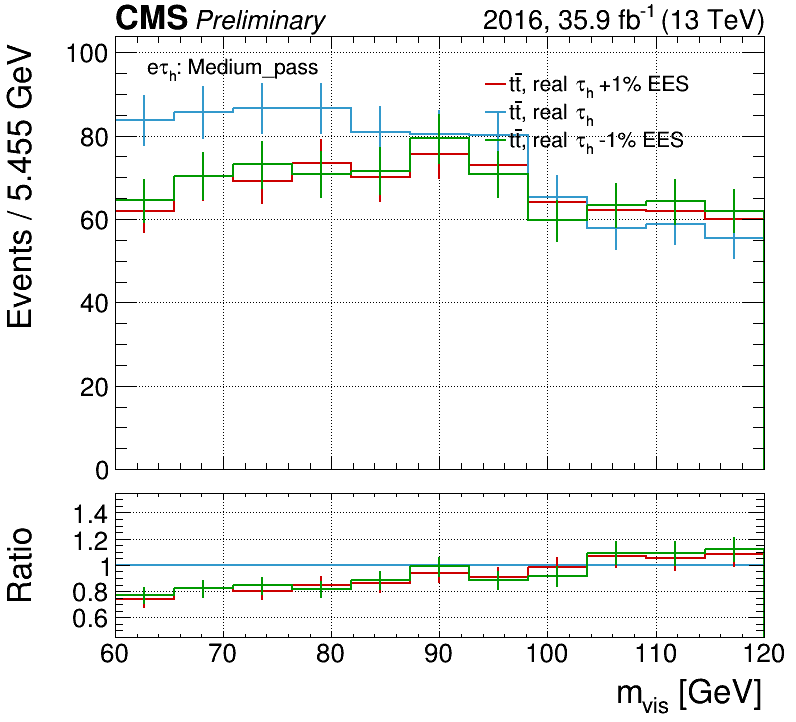 CMS Preliminary 2016, 35.9 fb⁻¹ (13 TeV)
eτₕ: Medium_pass
tt̄, real τₕ +1% EES
tt̄, real τₕ
tt̄, real τₕ -1% EES
Events / 5.455 GeV
100
80
60
40
20
0
Ratio
1.4
1.2
1
0.8
0.6
60 70 80 90 100 110 120
m_vis [GeV]